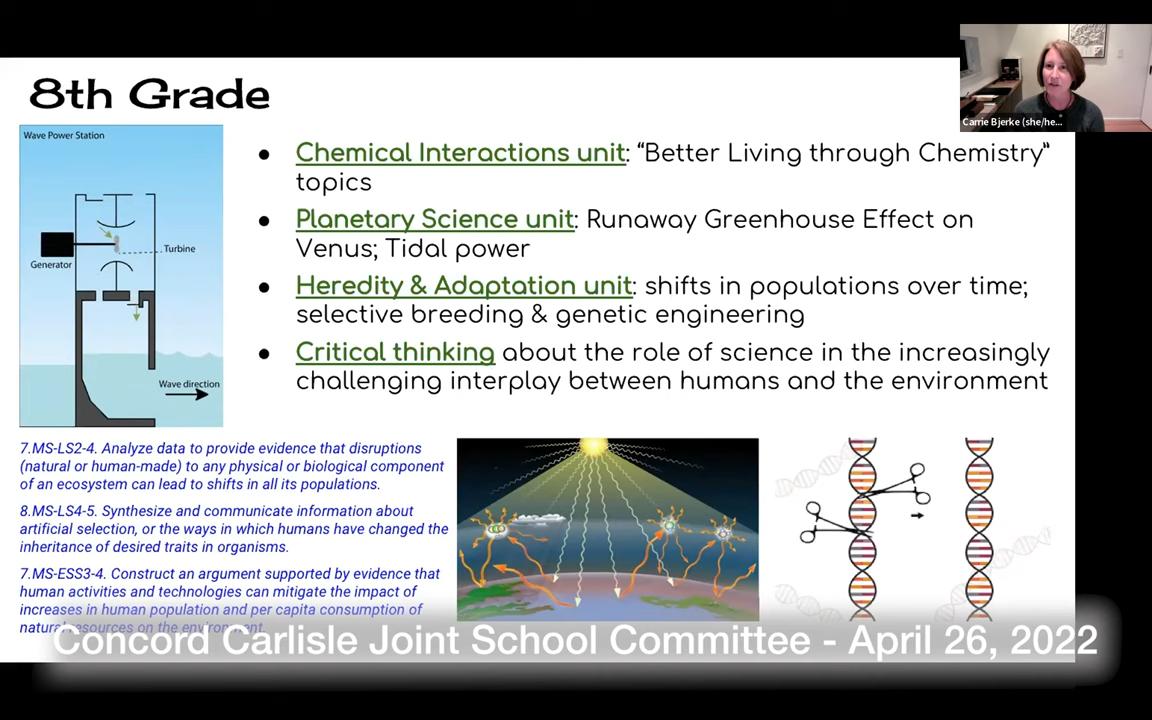 8th Grade
Carrie Bjerke (she/he...
Wave Power Station
Turbine
Generator
Wave direction
● Chemical Interactions unit: “Better Living through Chemistry”
topics
● Planetary Science unit: Runaway Greenhouse Effect on
Venus; Tidal power
● Heredity & Adaptation unit: shifts in populations over time;
selective breeding & genetic engineering
● Critical thinking about the role of science in the increasingly
challenging interplay between humans and the environment
7.MS-LS2-4. Analyze data to provide evidence that disruptions
(natural or human-made) to any physical or biological component
of an ecosystem can lead to shifts in all its populations.
8.MS-LS4-5. Synthesize and communicate information about
artificial selection, or the ways in which humans have changed the
inheritance of desired traits in organisms.
7.MS-ESS3-4. Construct an argument supported by evidence that
human activities and technologies can mitigate the impact of
increases in human population and per capita consumption of
natural resources on the environment.
Concord Carlisle Joint School Committee - April 26, 2022